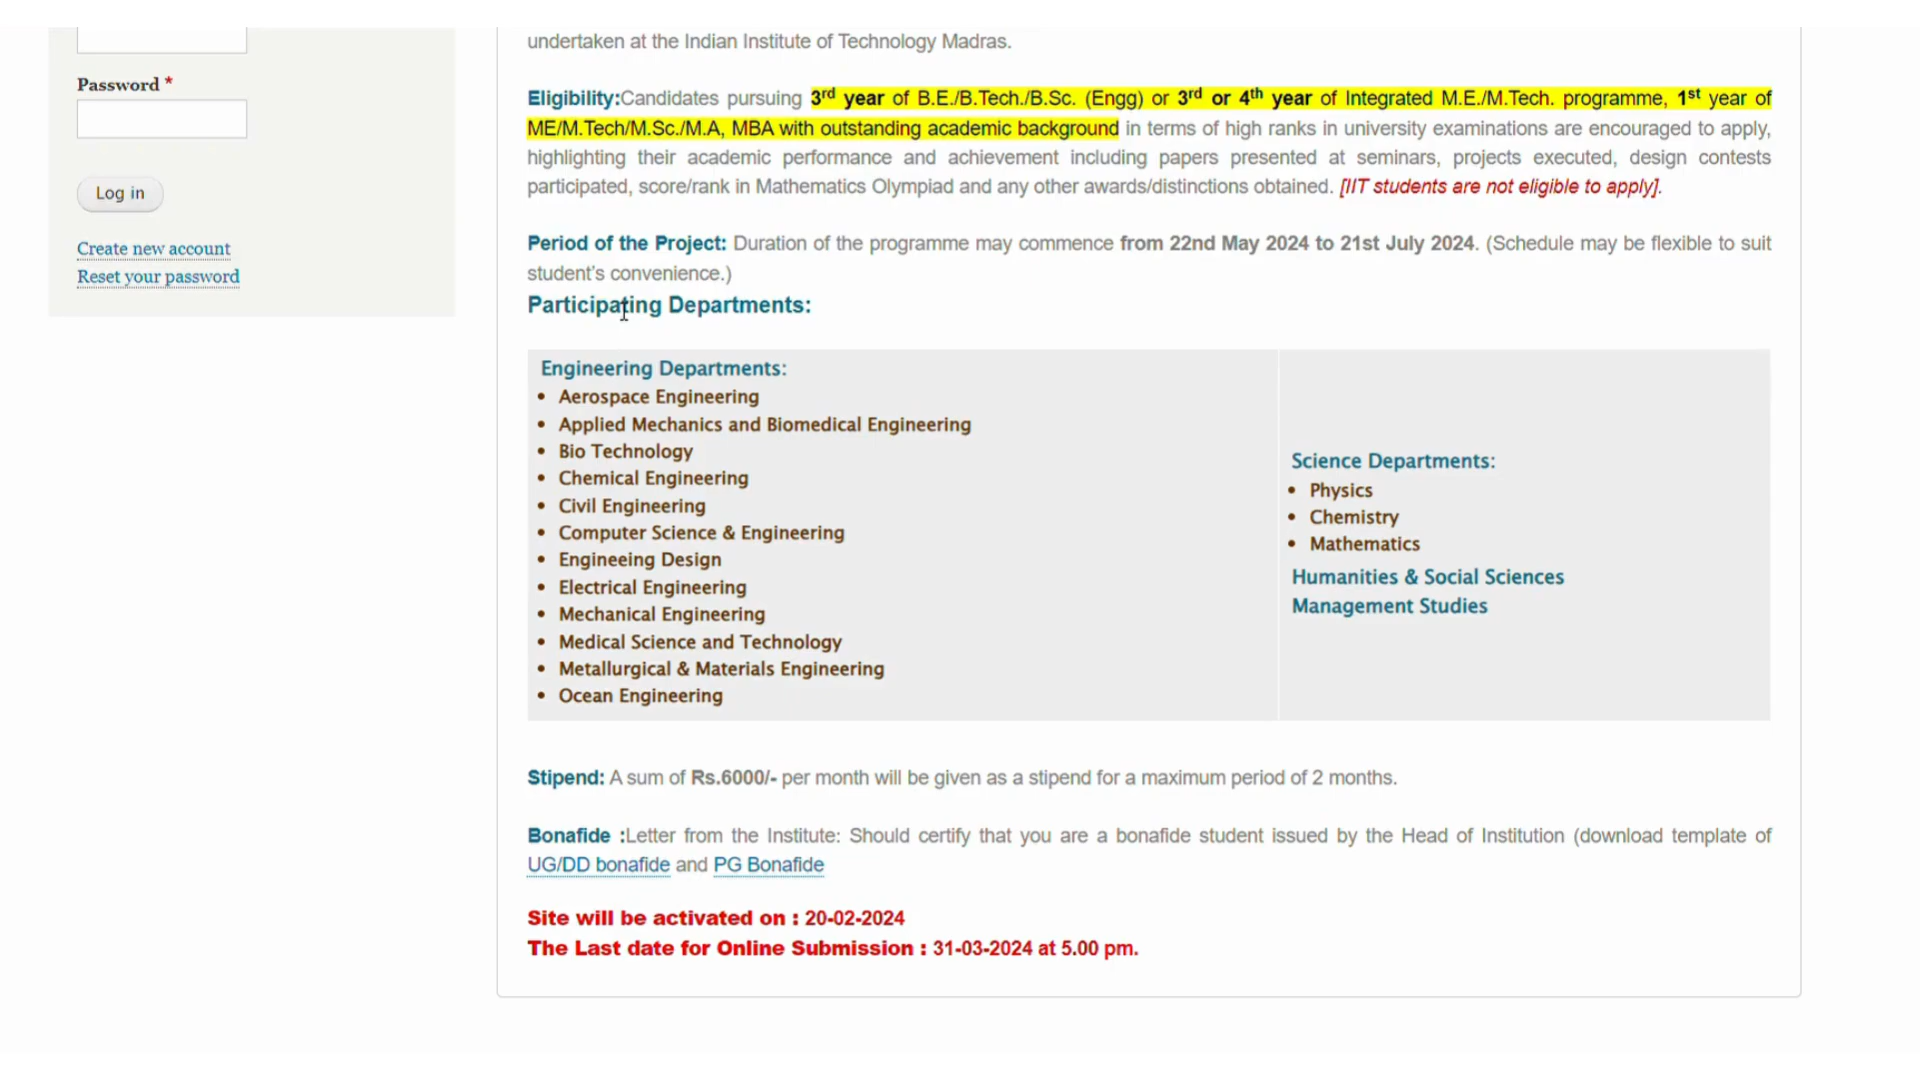 Password *
Log in
Create new account
Reset your password
undertaken at the Indian Institute of Technology Madras.
Eligibility:Candidates pursuing 3rd year of B.E./B.Tech./B.Sc. (Engg) or 3rd or 4th year of Integrated M.E./M.Tech. programme, 1st year of
ME/M.Tech/M.Sc./M.A, MBA with outstanding academic background in terms of high ranks in university examinations are encouraged to apply,
highlighting their academic performance and achievement including papers presented at seminars, projects executed, design contests
participated, score/rank in Mathematics Olympiad and any other awards/distinctions obtained. [IIT students are not eligible to apply].
Period of the Project: Duration of the programme may commence from 22nd May 2024 to 21st July 2024. (Schedule may be flexible to suit
student's convenience.)
Participating Departments:
Engineering Departments:
• Aerospace Engineering
• Applied Mechanics and Biomedical Engineering
• Bio Technology
• Chemical Engineering
• Civil Engineering
• Computer Science & Engineering
• Engineeing Design
• Electrical Engineering
• Mechanical Engineering
• Medical Science and Technology
• Metallurgical & Materials Engineering
• Ocean Engineering
Science Departments:
• Physics
• Chemistry
• Mathematics
Humanities & Social Sciences
Management Studies
Stipend: A sum of Rs.6000/- per month will be given as a stipend for a maximum period of 2 months.
Bonafide :Letter from the Institute: Should certify that you are a bonafide student issued by the Head of Institution (download template of
UG/DD bonafide and PG Bonafide
Site will be activated on : 20-02-2024
The Last date for Online Submission : 31-03-2024 at 5.00 pm.